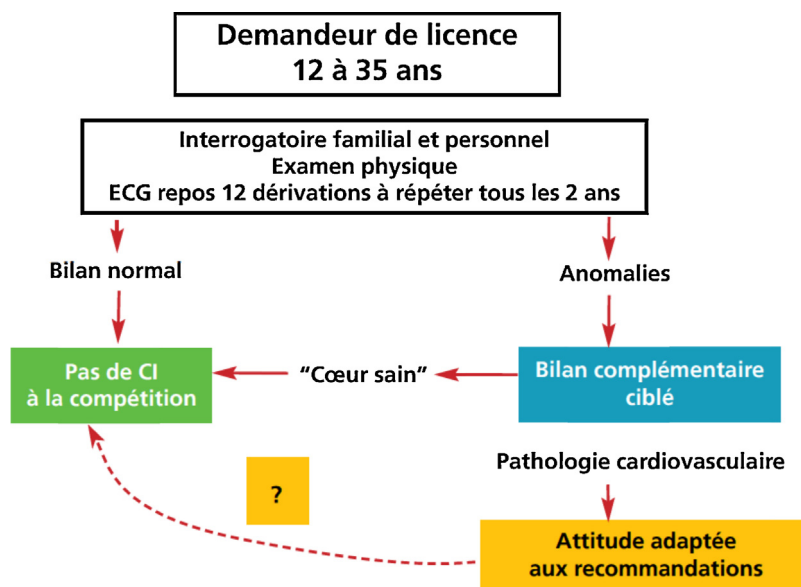 Demandeur de licence
12 à 35 ans
Interrogatoire familial et personnel
Examen physique
ECG repos 12 dérivations à répéter tous les 2 ans
Bilan normal
Anomalies
Pas de CI
à la compétition
“Cœur sain”
Bilan complémentaire
ciblé
Pathologie cardiovasculaire
?
Attitude adaptée
aux recommandations